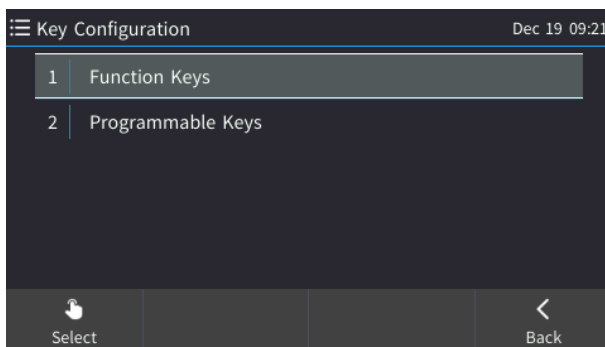 Key Configuration Dec 19 09:21
1 Function Keys
2 Programmable Keys
Select Back